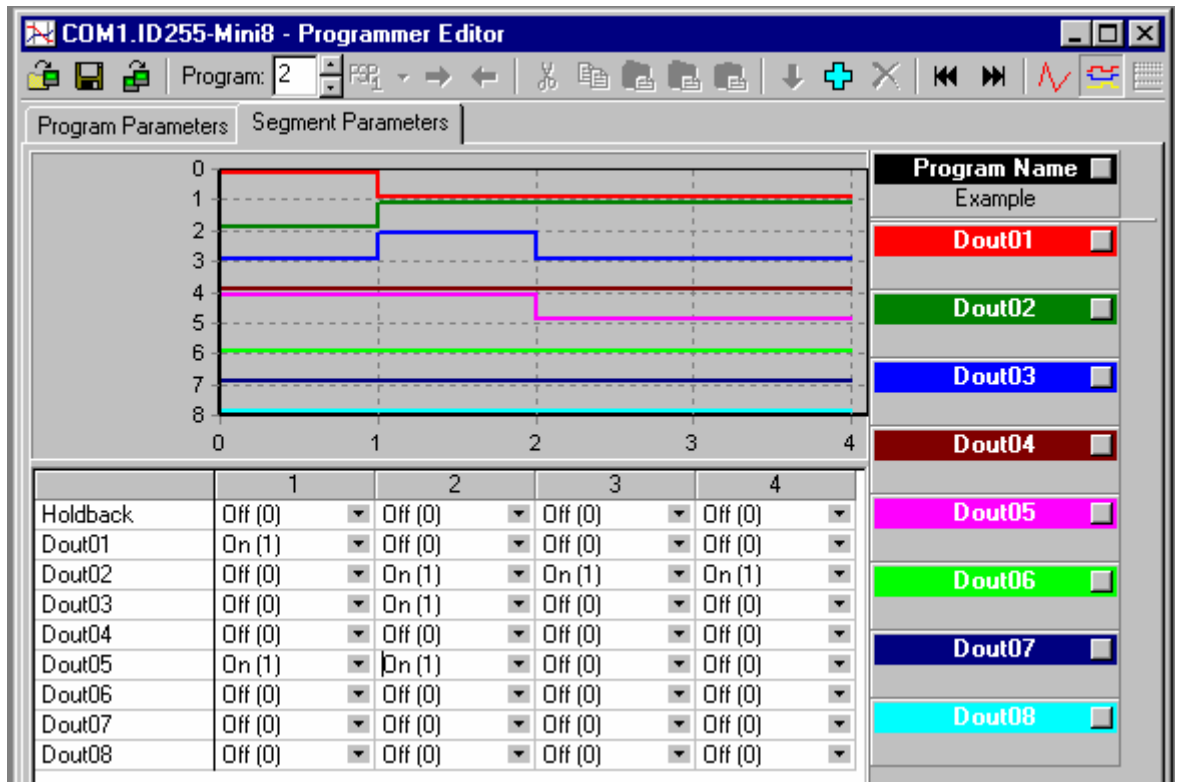 COM1.ID255-Mini8 - Programmer Editor
Program: 2
Program Parameters Segment Parameters
0
1
2
3
4
5
6
7
8
0 1 2 3 4
Program Name
Example
Dout01
Dout02
Dout03
Dout04
Dout05
Dout06
Dout07
Dout08
1 2 3 4
Holdback Off (0) Off (0) Off (0) Off (0)
Dout01 On (1) Off (0) Off (0) Off (0)
Dout02 Off (0) On (1) On (1) On (1)
Dout03 Off (0) On (1) Off (0) Off (0)
Dout04 Off (0) Off (0) Off (0) Off (0)
Dout05 On (1) On (1) Off (0) Off (0)
Dout06 Off (0) Off (0) Off (0) Off (0)
Dout07 Off (0) Off (0) Off (0) Off (0)
Dout08 Off (0) Off (0) Off (0) Off (0)